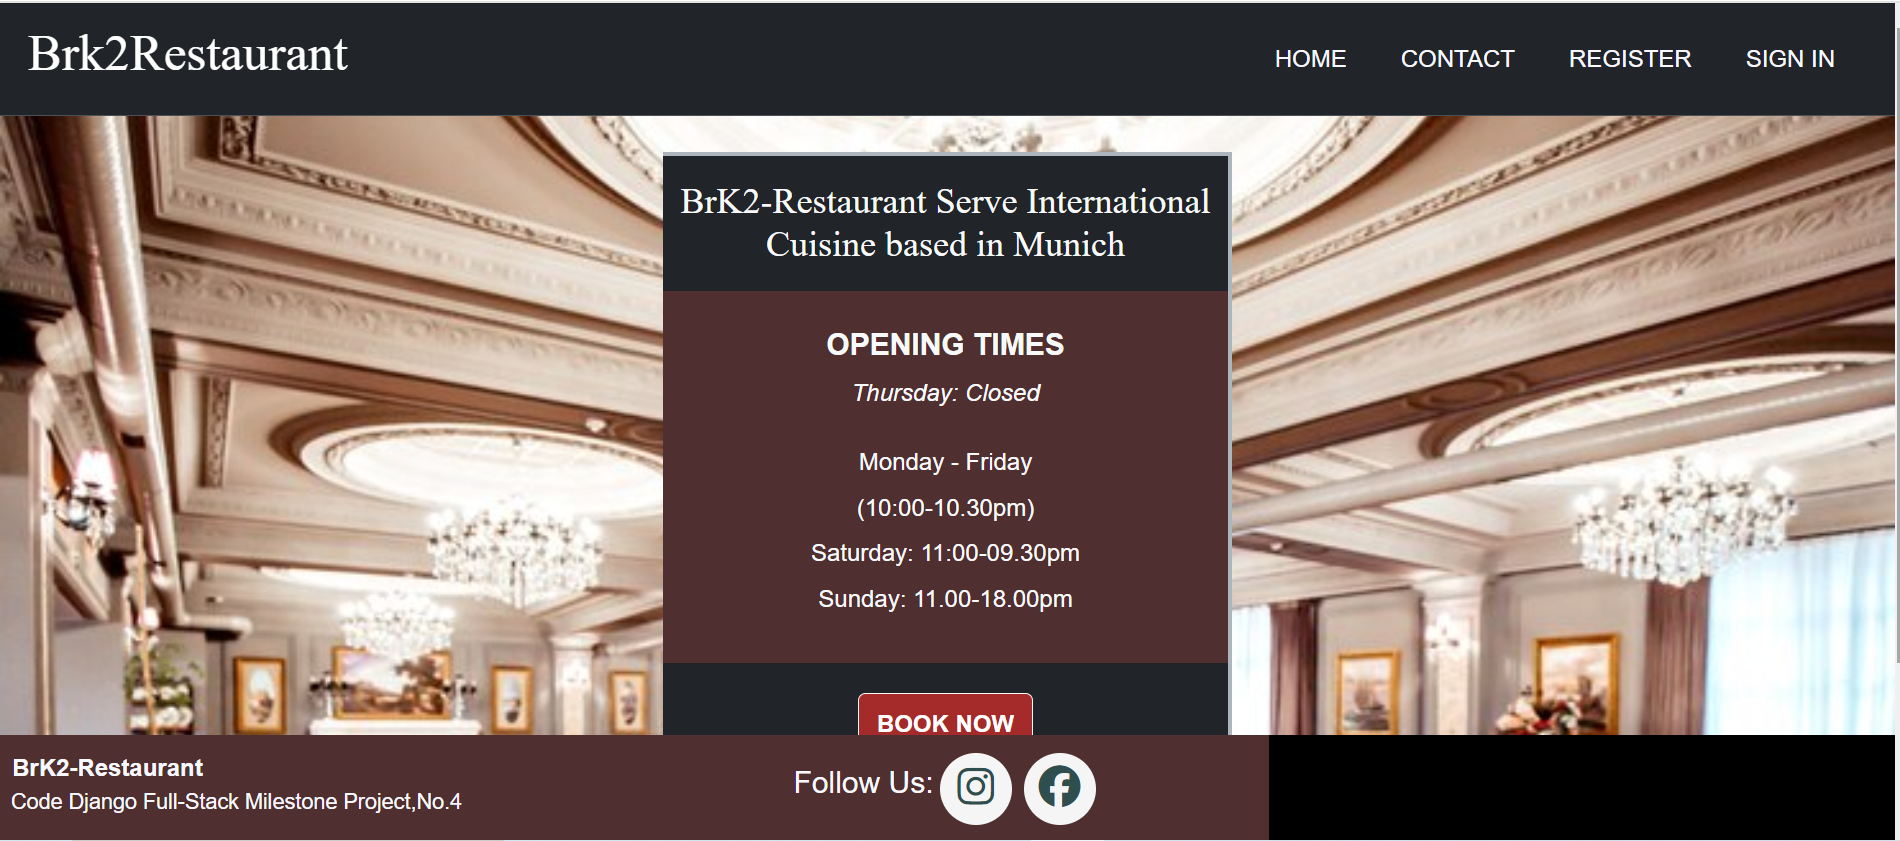 Brk2Restaurant
HOME CONTACT REGISTER SIGN IN
BrK2-Restaurant Serve International
Cuisine based in Munich
OPENING TIMES
Thursday: Closed
Monday - Friday
(10:00-10.30pm)
Saturday: 11:00-09.30pm
Sunday: 11.00-18.00pm
BOOK NOW
BrK2-Restaurant
Code Django Full-Stack Milestone Project,No.4
Follow Us: